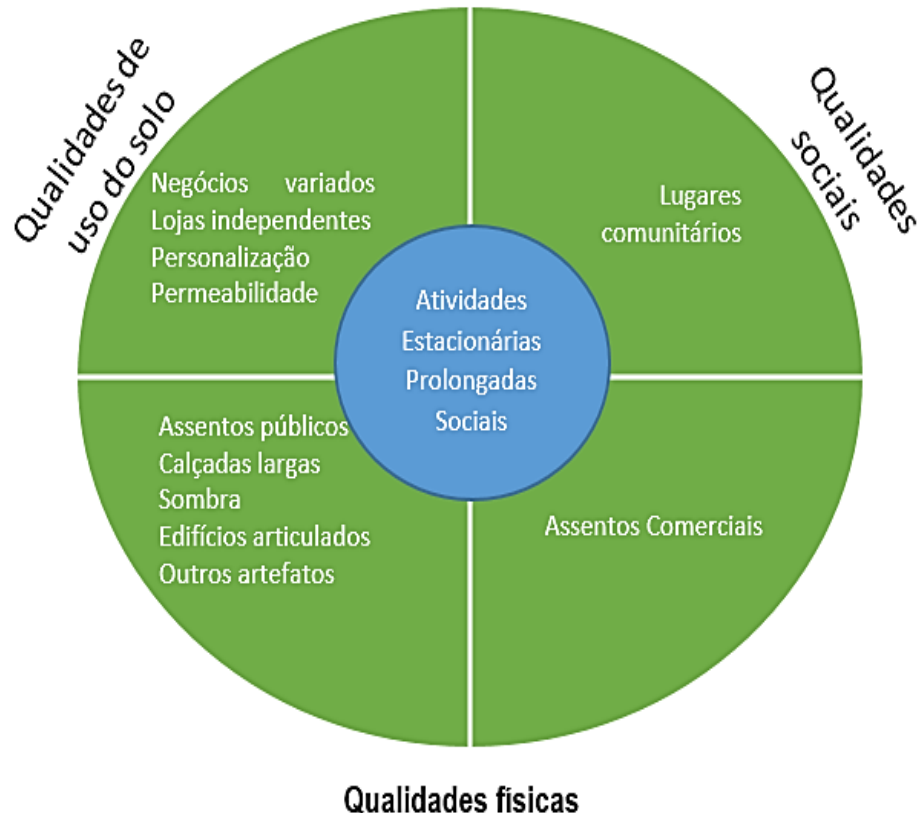 Qualidades de
uso do solo
Qualidades
sociais
Negócios variados
Lojas independentes
Personalização
Permeabilidade
Lugares
comunitários
Atividades
Estacionárias
Prolongadas
Sociais
Assentos públicos
Calçadas largas
Sombra
Edifícios articulados
Outros artefatos
Assentos Comerciais
Qualidades físicas